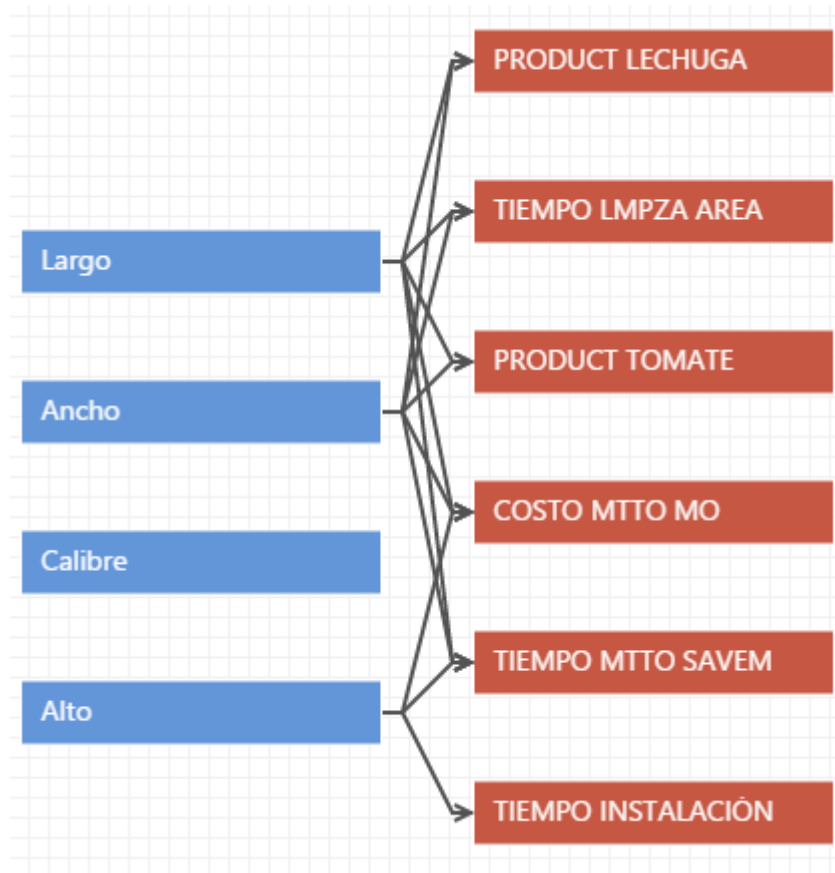 PRODUCT LECHUGA
TIEMPO LMPZA AREA
Largo
PRODUCT TOMATE
Ancho
COSTO MTTO MO
Calibre
TIEMPO MTTO SAVEM
Alto
TIEMPO INSTALACIÓN